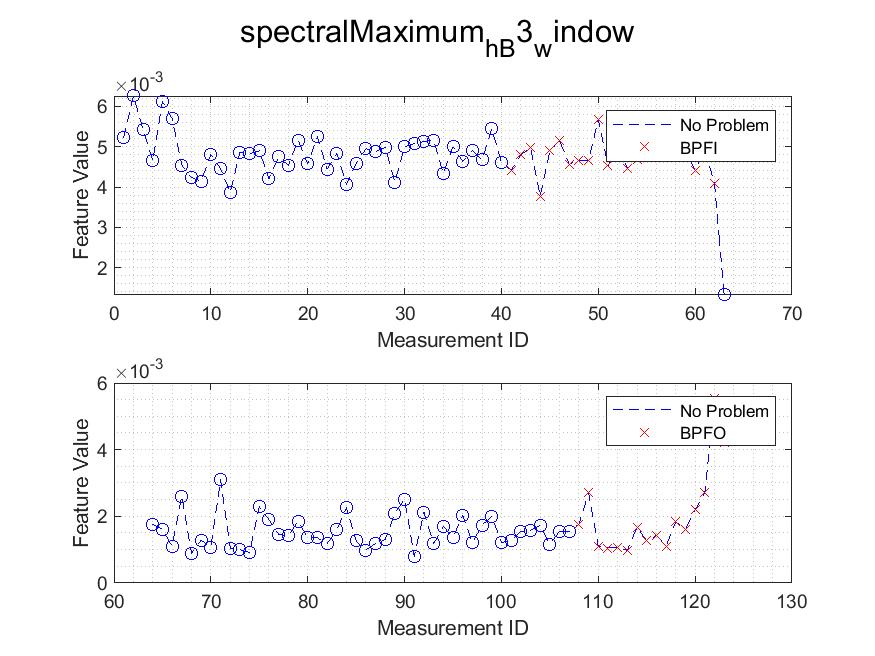 spectralMaximum_hB3_window
×10^-3
6
5
4
3
2
Feature Value
No Problem
BPFI
0 10 20 30 40 50 60 70
Measurement ID
×10^-3
6
4
2
0
Feature Value
No Problem
BPFO
60 70 80 90 100 110 120 130
Measurement ID